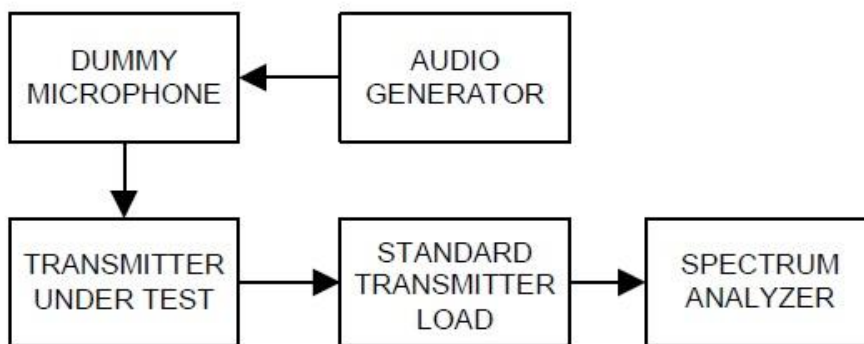 DUMMY
MICROPHONE
AUDIO
GENERATOR
TRANSMITTER
UNDER TEST
STANDARD
TRANSMITTER
LOAD
SPECTRUM
ANALYZER